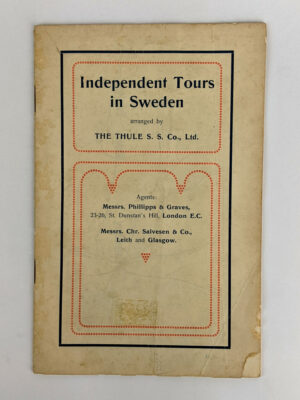 Independent Tours
in Sweden
arranged by
THE THULE S. S. Co., Ltd.
Agents:
Messrs. Phillipps & Graves,
23-26, St. Dunstan's Hill, London E.C.
Messrs. Chr. Salvesen & Co.,
Leith and Glasgow.